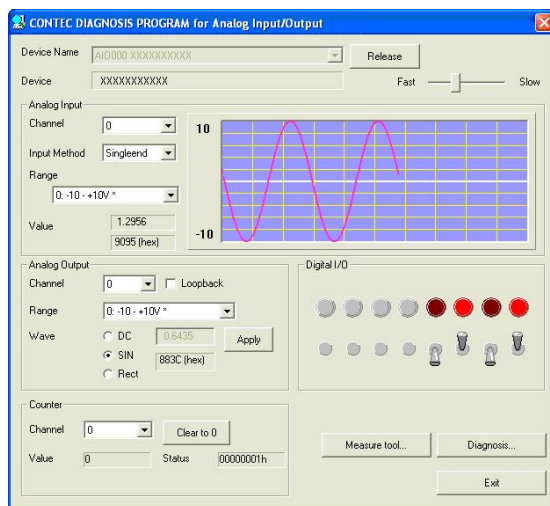 CONTEC DIAGNOSIS PROGRAM for Analog Input/Output
Device Name AIO000 XXXXXXXXXX Release
Device XXXXXXXXXXX Fast Slow
Analog Input
Channel 0
Input Method Singleend
Range
0: -10 - +10V *
Value 1.2956
9095 (hex)
10
-10
Analog Output
Channel 0 Loopback
Range 0: -10 - +10V *
Wave DC 0.6435 Apply
SIN 883C (hex)
Rect
Digital I/O
Counter
Channel 0 Clear to 0
Value 0 Status 00000001h
Measure tool... Diagnosis...
Exit